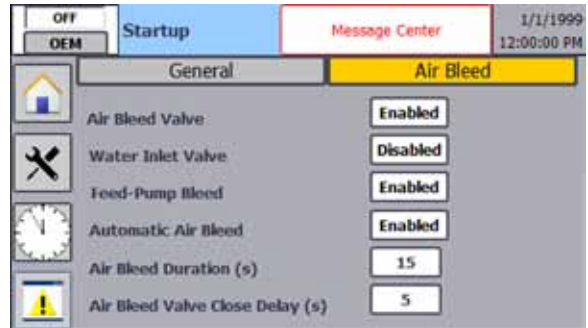 OFF
OEM
Startup
Message Center
1/1/1999
12:00:00 PM
General
Air Bleed
Air Bleed Valve Enabled
Water Inlet Valve Disabled
Feed-Pump Bleed Enabled
Automatic Air Bleed Enabled
Air Bleed Duration (s) 15
Air Bleed Valve Close Delay (s) 5